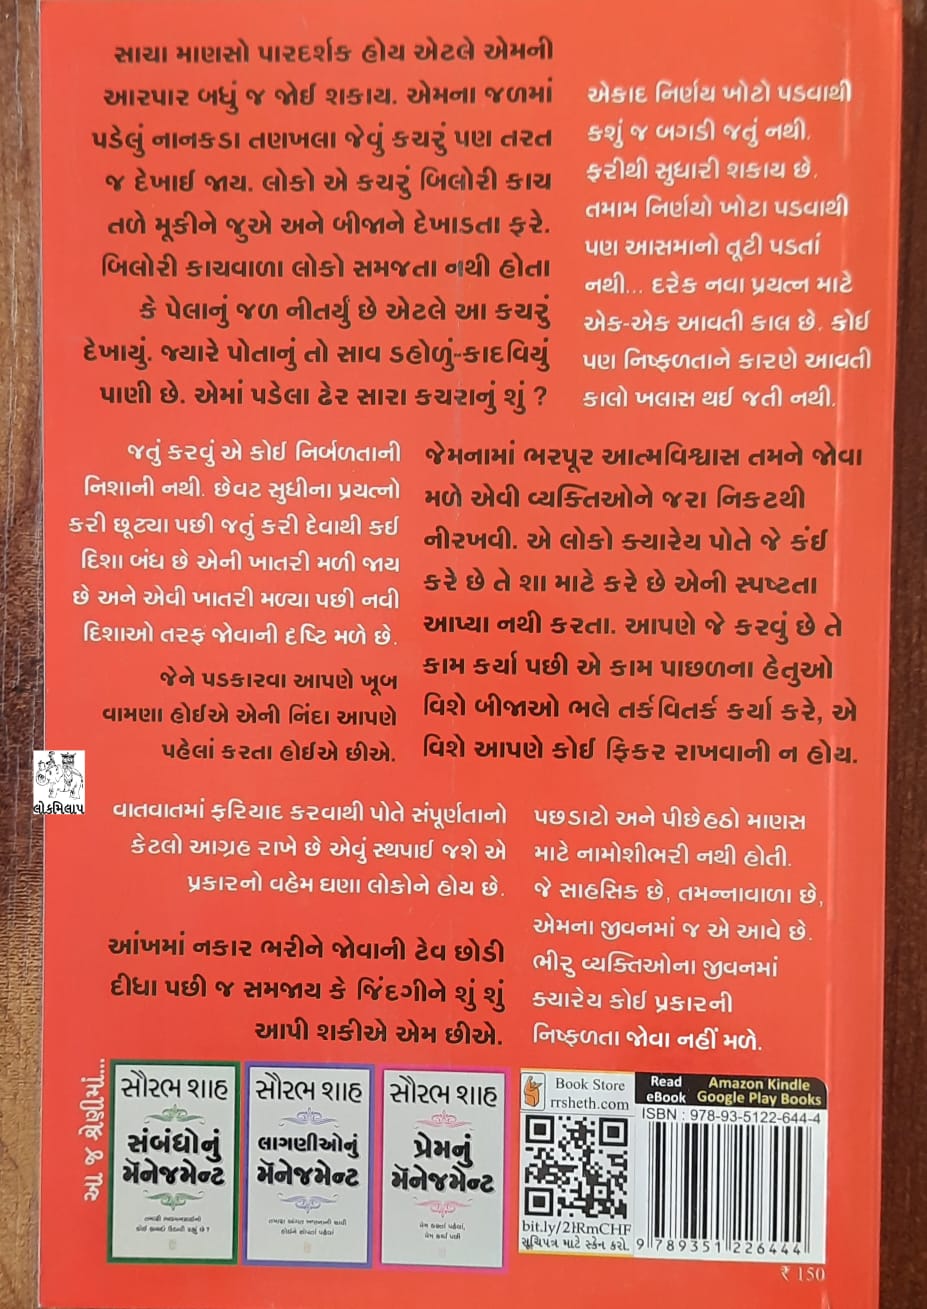 સાચા માણસો પારદર્શક હોય એટલે એમની
આરપાર બધું જ જોઈ શકાય. એમના જળમાં
પડેલું નાનકડા તણખલા જેવું કચરું પણ તરત
જ દેખાઈ જાય. લોકો એ કચરું બિલોરી કાચ
તળે મૂકીને જુએ અને બીજાને દેખાડતા ફરે.
બિલોરી કાચવાળા લોકો સમજતા નથી હોતા
કે પેલાનું જળ નીતર્યું છે એટલે આ કચરું
દેખાયું. જ્યારે પોતાનું તો સાવ ડહોળું-કાદવિયું
પાણી છે. એમાં પડેલા ઢેર સારા કચરાનું શું ?
એકાદ નિર્ણય ખોટો પડવાથી
કશું જ બગડી જતું નથી.
ફરીથી સુધારી શકાય છે.
તમામ નિર્ણયો ખોટા પડવાથી
પણ આસમાનો તૂટી પડતાં
નથી... દરેક નવા પ્રયત્ન માટે
એક-એક આવતી કાલ છે. કોઈ
પણ નિષ્ફળતાને કારણે આવતી
કાલો ખલાસ થઈ જતી નથી.
જતું કરવું એ કોઈ નિર્બળતાની
નિશાની નથી. છેવટ સુધીના પ્રયત્નો
કરી છૂટ્યા પછી જતું કરી દેવાથી કઈ
દિશા બંધ છે એની ખાતરી મળી જાય
છે અને એવી ખાતરી મળ્યા પછી નવી
દિશાઓ તરફ જોવાની દૃષ્ટિ મળે છે.
જેમનામાં ભરપૂર આત્મવિશ્વાસ તમને જોવા
મળે એવી વ્યક્તિઓને જરા નિકટથી
નીરખવી. એ લોકો ક્યારેય પોતે જે કંઈ
કરે છે તે શા માટે કરે છે એની સ્પષ્ટતા
આપ્યા નથી કરતા. આપણે જે કરવું છે તે
કામ કર્યા પછી એ કામ પાછળના હેતુઓ
વિશે બીજાઓ ભલે તર્કવિતર્ક કર્યા કરે, એ
વિશે આપણે કોઈ ફિકર રાખવાની ન હોય.
જેને પડકારવા આપણે ખૂબ
વામણા હોઈએ એની નિંદા આપણે
પહેલાં કરતા હોઈએ છીએ.
લોકમિલાપ
વાતવાતમાં ફરિયાદ કરવાથી પોતે સંપૂર્ણતાનો
કેટલો આગ્રહ રાખે છે એવું સ્થપાઈ જશે એ
પ્રકારનો વહેમ ઘણા લોકોને હોય છે.
પછડાટો અને પીછેહઠો માણસ
માટે નામોશીભરી નથી હોતી.
જે સાહસિક છે, તમન્નાવાળા છે,
એમના જીવનમાં જ એ આવે છે.
ભીરુ વ્યક્તિઓના જીવનમાં
ક્યારેય કોઈ પ્રકારની
નિષ્ફળતા જોવા નહીં મળે.
આંખમાં નકાર ભરીને જોવાની ટેવ છોડી
દીધા પછી જ સમજાય કે જિંદગીને શું શું
આપી શકીએ એમ છીએ.
આ જ શ્રેણીમાં...
સૌરભ શાહ
સંબંધોનું
મૅનેજમેન્ટ
સૌરભ શાહ
લાગણીઓનું
મૅનેજમેન્ટ
સૌરભ શાહ
પ્રેમનું
મૅનેજમેન્ટ
પ્રેમ કરતાં પહેલાં,
પ્રેમ કર્યા પછી
Book Store
rrsheth.com
Read
eBook
Amazon Kindle
Google Play Books
ISBN : 978-93-5122-644-4
bit.ly/2lRmCHF
સૂચિપત્ર માટે સ્કેન કરો.
9 789351 226444
₹ 150